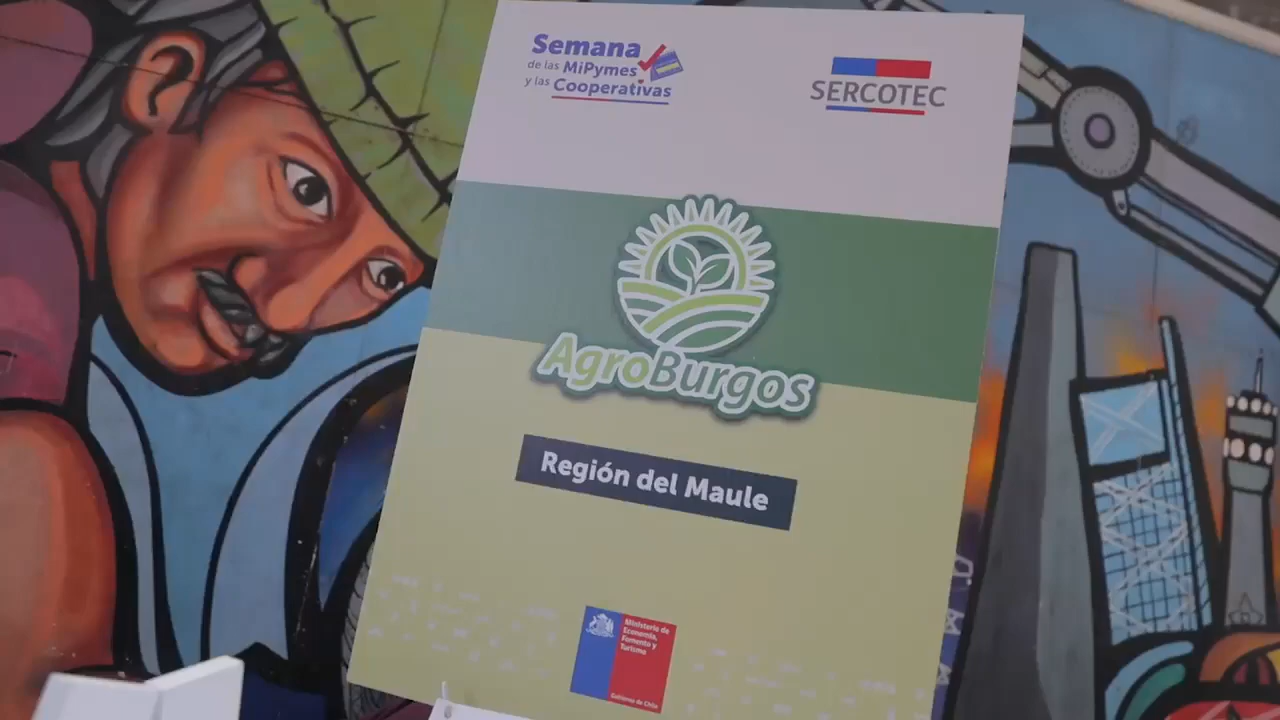 Semana
de las MiPymes
y las Cooperativas
SERCOTEC
AgroBurgos
Región del Maule
Ministerio de
Economía,
Fomento y
Turismo
Gobierno de Chile